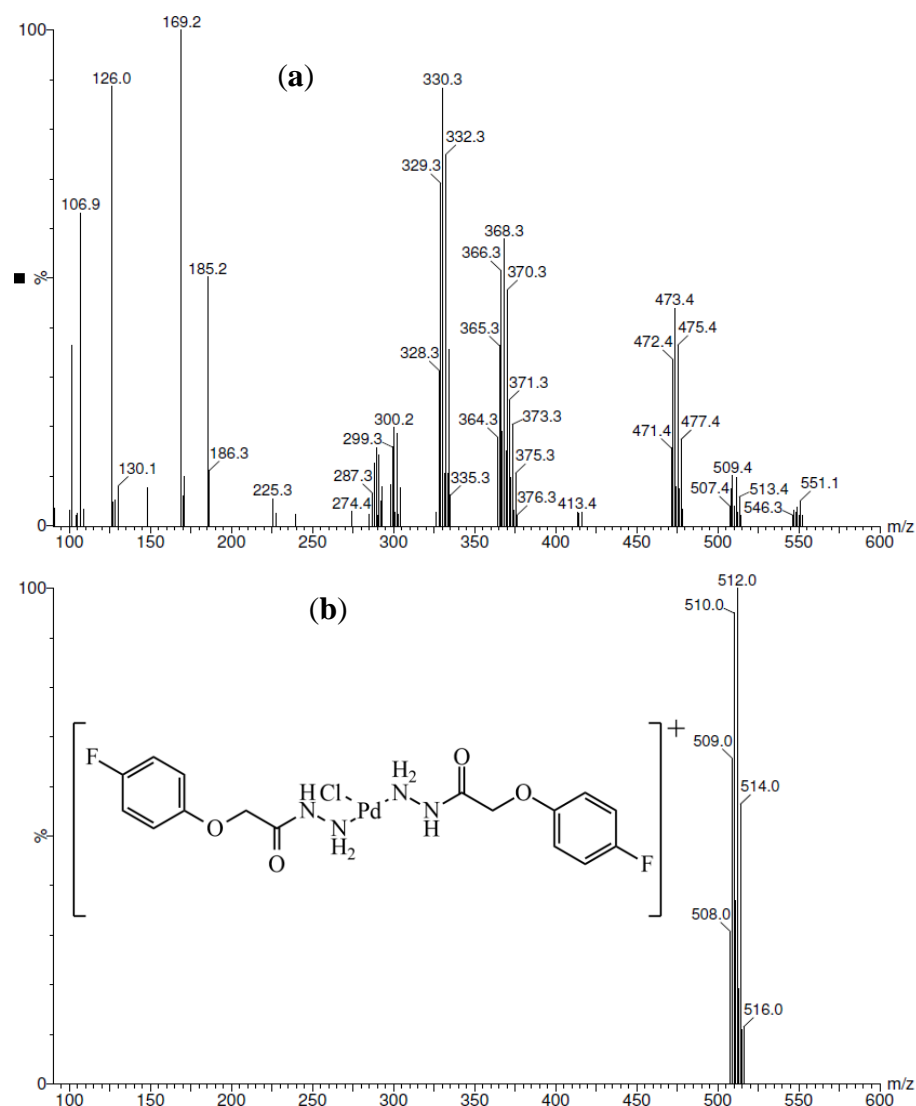 100
169.2
(a)
126.0
330.3
332.3
329.3
106.9
368.3
366.3
185.2
370.3
473.4
365.3
472.4
475.4
328.3
371.3
300.2
364.3
373.3
299.3
471.4
477.4
186.3
375.3
509.4
130.1
287.3
335.3
507.4
513.4
551.1
225.3
274.4
376.3
413.4
546.3
%
0
m/z
100 150 200 250 300 350 400 450 500 550 600
100
512.0
(b)
510.0
+
F
O
H2
509.0
H
Cl
N
O
514.0
N
Pd
N
O
N
H
H2
O
F
%
508.0
516.0
0
m/z
100 150 200 250 300 350 400 450 500 550 600